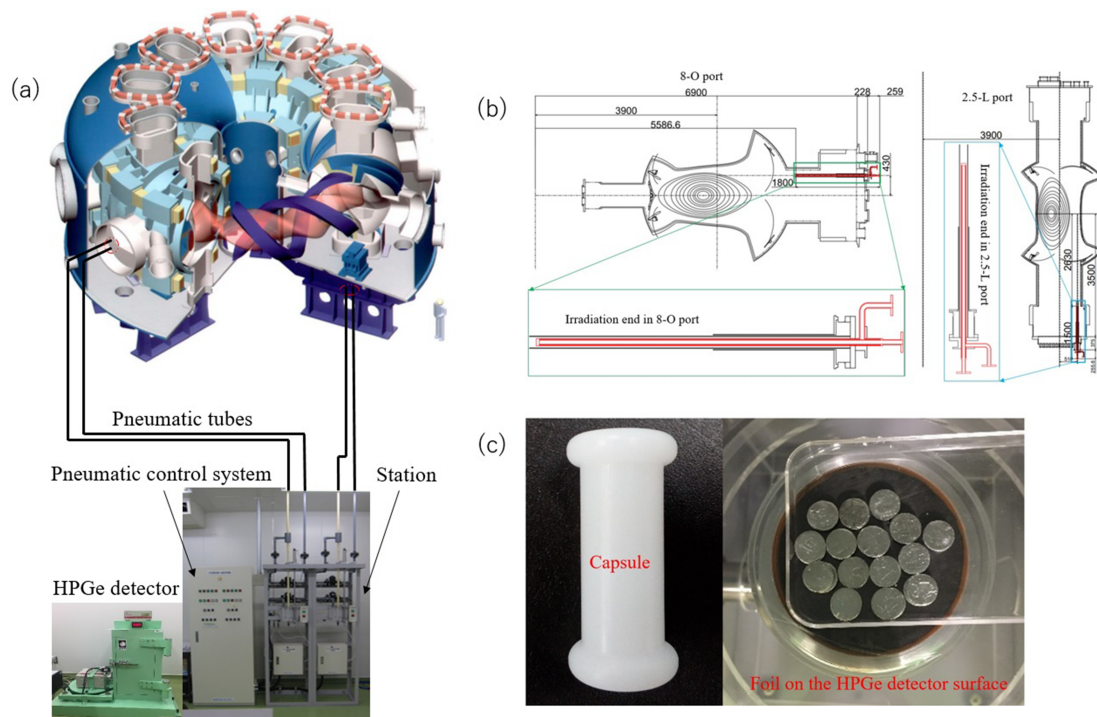 (a)
Pneumatic tubes
Pneumatic control system
Station
HPGe detector
(b)
8-O port
6900
228
259
3900
5586.6
430
1800
Irradiation end in 8-O port
2.5-L port
3900
Irradiation end in 2.5-L port
2630
3500
1500
(c)
Capsule
Foil on the HPGe detector surface